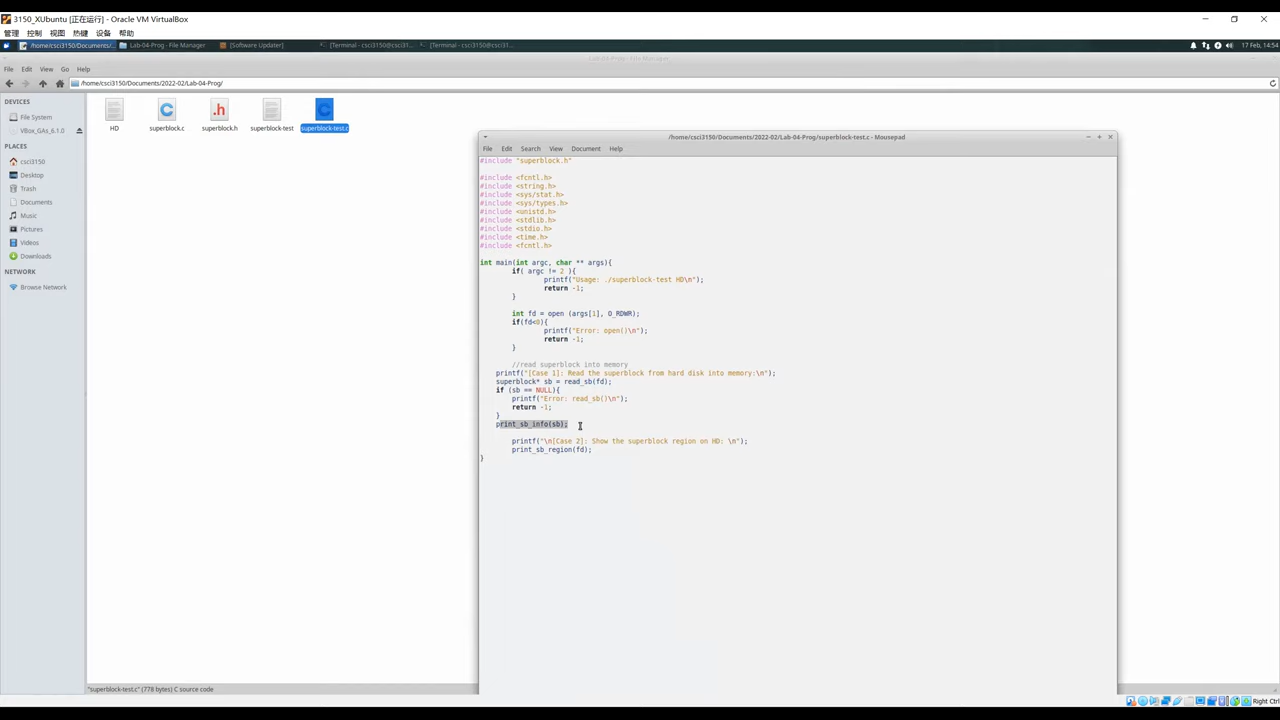 3150_XUbuntu [正在运行] - Oracle VM VirtualBox
管理 控制 视图 热键 设备 帮助
/home/csci3150/Documents/... Lab-04-Prog - File Manager [Software Updater] [Terminal - csci3150@csci31... [Terminal - csci3150@csci31... 17 Feb, 14:54
Lab-04-Prog - File Manager
File Edit View Go Help
/home/csci3150/Documents/2022-02/Lab-04-Prog/
DEVICES
File System
VBox_GAs_6.1.0
PLACES
csci3150
Desktop
Trash
Documents
Music
Pictures
Videos
Downloads
NETWORK
Browse Network
HD superblock.c superblock.h superblock-test superblock-test.c
/home/csci3150/Documents/2022-02/Lab-04-Prog/superblock-test.c - Mousepad
File Edit Search View Document Help
#include "superblock.h"
#include <fcntl.h>
#include <string.h>
#include <sys/stat.h>
#include <sys/types.h>
#include <unistd.h>
#include <stdlib.h>
#include <stdio.h>
#include <time.h>
#include <fcntl.h>
int main(int argc, char ** args){
if( argc != 2 ){
printf("Usage: ./superblock-test HD\n");
return -1;
}
int fd = open (args[1], O_RDWR);
if(fd<0){
printf("Error: open()\n");
return -1;
}
//read superblock into memory
printf("[Case 1]: Read the superblock from hard disk into memory:\n");
superblock* sb = read_sb(fd);
if (sb == NULL){
printf("Error: read_sb()\n");
return -1;
}
print_sb_info(sb);
printf("\n[Case 2]: Show the superblock region on HD: \n");
print_sb_region(fd);
}
"superblock-test.c" (778 bytes) C source code
Right Ctrl